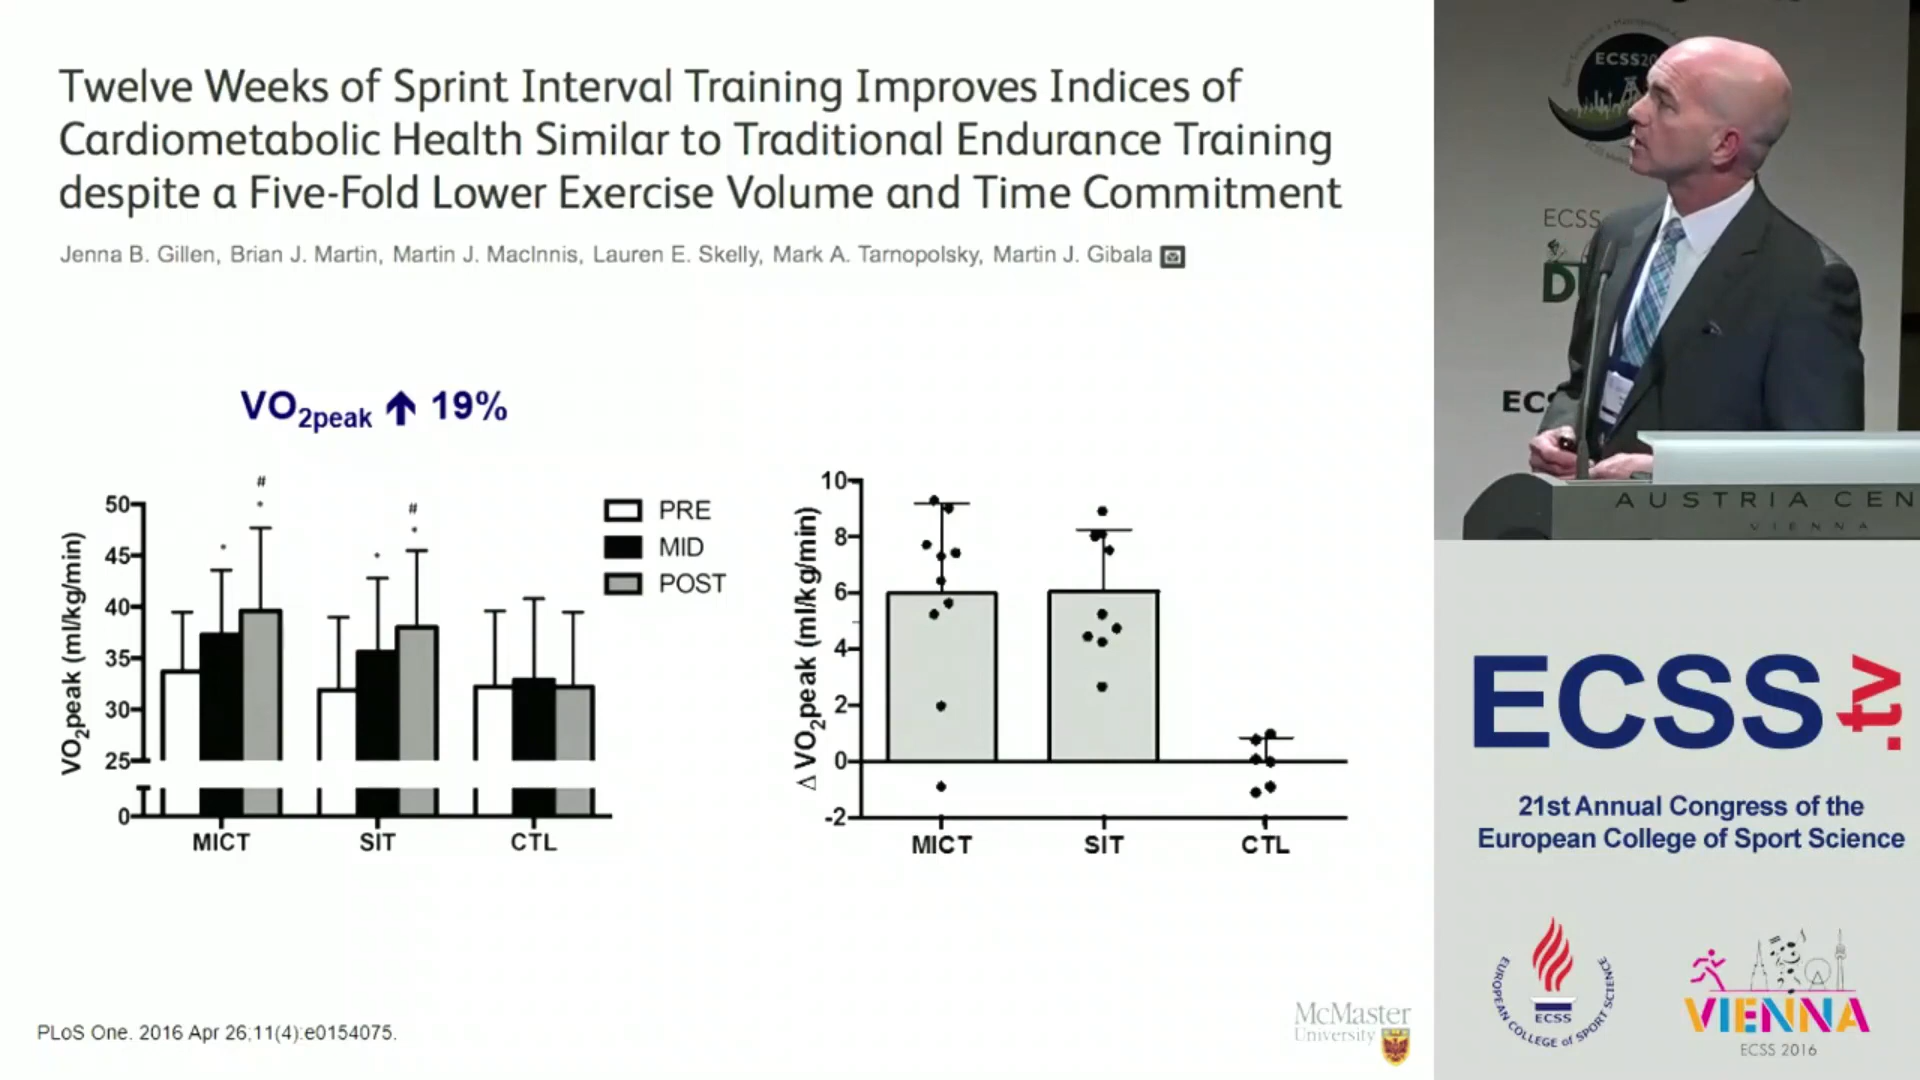 Twelve Weeks of Sprint Interval Training Improves Indices of
Cardiometabolic Health Similar to Traditional Endurance Training
despite a Five-Fold Lower Exercise Volume and Time Commitment
Jenna B. Gillen, Brian J. Martin, Martin J. MacInnis, Lauren E. Skelly, Mark A. Tarnopolsky, Martin J. Gibala
VO2peak ↑ 19%
VO2peak (ml/kg/min)
50
45
40
35
30
25
0
# * * # * *
MICT SIT CTL
PRE
MID
POST
Δ VO2peak (ml/kg/min)
10
8
6
4
2
0
-2
MICT SIT CTL
PLoS One. 2016 Apr 26;11(4):e0154075.
McMaster
University
ECSS20
ECSS
EC
AUSTRIA CEN
VIENNA
ECSS.tv
21st Annual Congress of the
European College of Sport Science
EUROPEAN COLLEGE of SPORT SCIENCE
ECSS
VIENNA
ECSS 2016